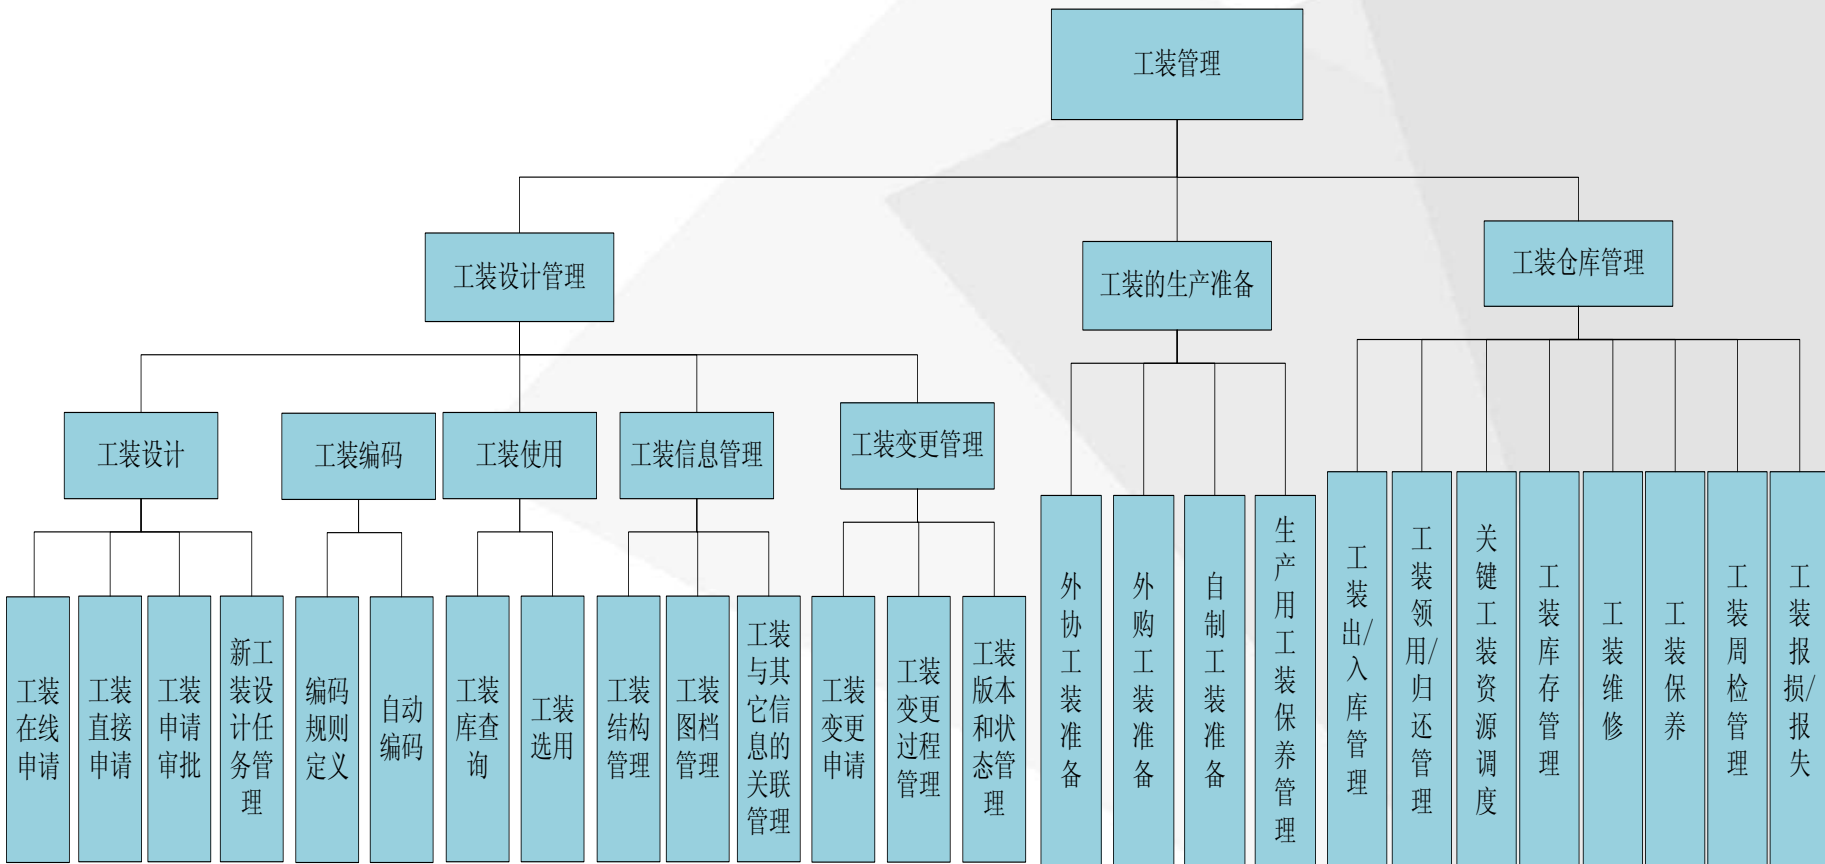 工装管理
工装设计管理
工装的生产准备
工装仓库管理
工装设计
工装编码
工装使用
工装信息管理
工装变更管理
工装
在线
申请
工装
直接
申请
工装
申请
审批
新工
装设
计任
务管
理
编码
规则
定义
自动
编码
工装
库查
询
工装
选用
工装
结构
管理
工装
图档
管理
工装
与其
它信
息的
关联
管理
工装
变更
申请
工装
变更
过程
管理
工装
版本
和状
态管
理
外协工装准备
外购工装准备
自制工装准备
生产用工装保养管理
工装出/入库管理
工装领用/归还管理
关键工装资源调度
工装库存管理
工装维修
工装保养
工装周检管理
工装报损/报失